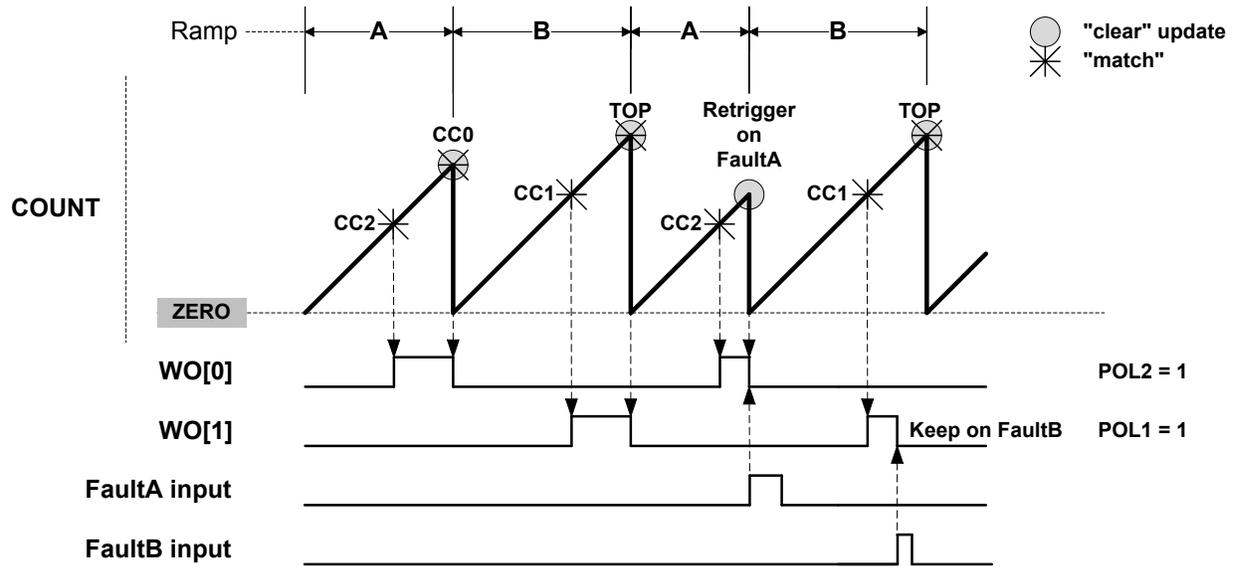 Ramp
A
B
A
B
"clear" update
"match"
COUNT
CC0
TOP
Retrigger
on
FaultA
TOP
CC2
CC1
CC2
CC1
ZERO
WO[0]
POL2 = 1
WO[1]
Keep on FaultB
POL1 = 1
FaultA input
FaultB input